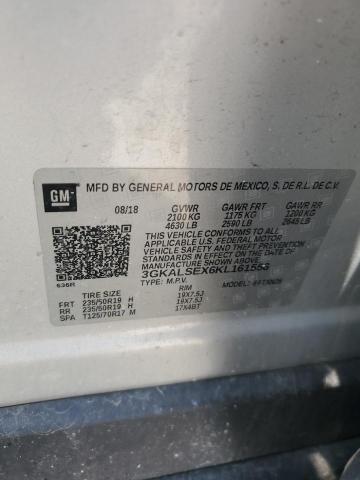 GM
MFD BY GENERAL MOTORS DE MEXICO, S. DE R.L. DE C.V.
08/18 GVWR GAWR FRT GAWR RR
2100 KG 1175 KG 1200 KG
4630 LB 2590 LB 2645 LB
THIS VEHICLE CONFORMS TO ALL APPLICABLE
U.S. FEDERAL MOTOR VEHICLE SAFETY, BUMPER,
AND THEFT PREVENTION STANDARDS IN EFFECT ON THE DATE OF
MANUFACTURE SHOWN ABOVE.
3GKALSEX6KL161553
TYPE: M.P.V. MODEL:
636R
TIRE SIZE RIM
FRT 235/50R19 H 19X7.5J
RR 235/50R19 H 19X7.5J
SPA T125/70R17 M 17X4BT